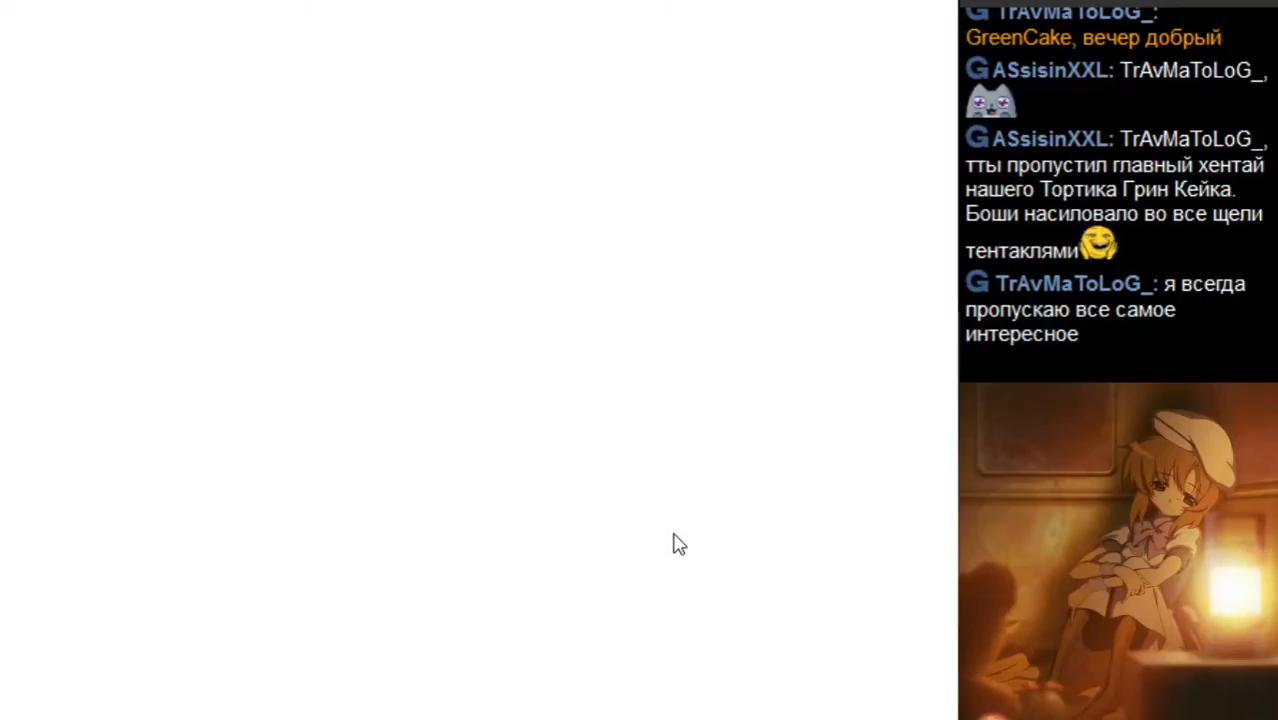 TrAvMaToLoG_:
GreenCake, вечер добрый
ASsisinXXL: TrAvMaToLoG_,
ASsisinXXL: TrAvMaToLoG_,
тты пропустил главный хентай
нашего Тортика Грин Кейка.
Боши насиловало во все щели
тентаклями
TrAvMaToLoG_: я всегда
пропускаю все самое
интересное